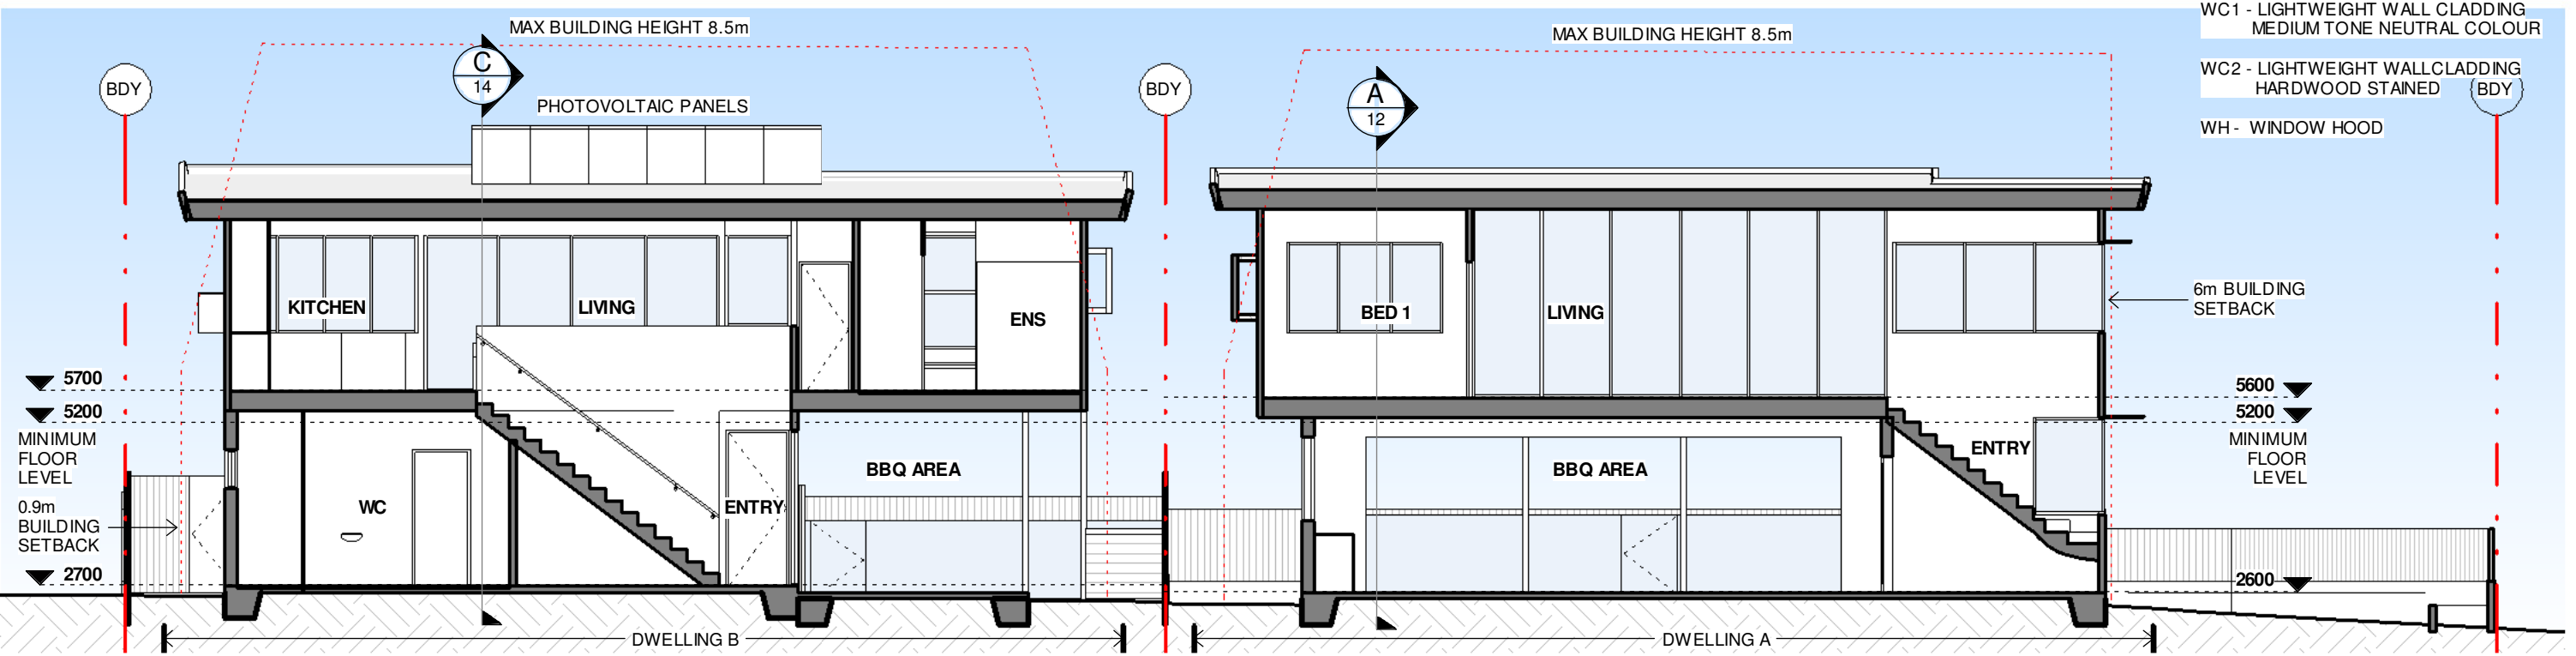 MAX BUILDING HEIGHT 8.5m
MAX BUILDING HEIGHT 8.5m
WC1 - LIGHTWEIGHT WALL CLADDING
MEDIUM TONE NEUTRAL COLOUR
WC2 - LIGHTWEIGHT WALLCLADDING
HARDWOOD STAINED
WH - WINDOW HOOD
BDY
C
14
PHOTOVOLTAIC PANELS
BDY
A
12
BDY
KITCHEN
LIVING
ENS
BED 1
LIVING
6m BUILDING
SETBACK
5700
5200
MINIMUM
FLOOR
LEVEL
0.9m
BUILDING
SETBACK
2700
WC
ENTRY
BBQ AREA
BBQ AREA
ENTRY
5600
5200
MINIMUM
FLOOR
LEVEL
2600
DWELLING B
DWELLING A